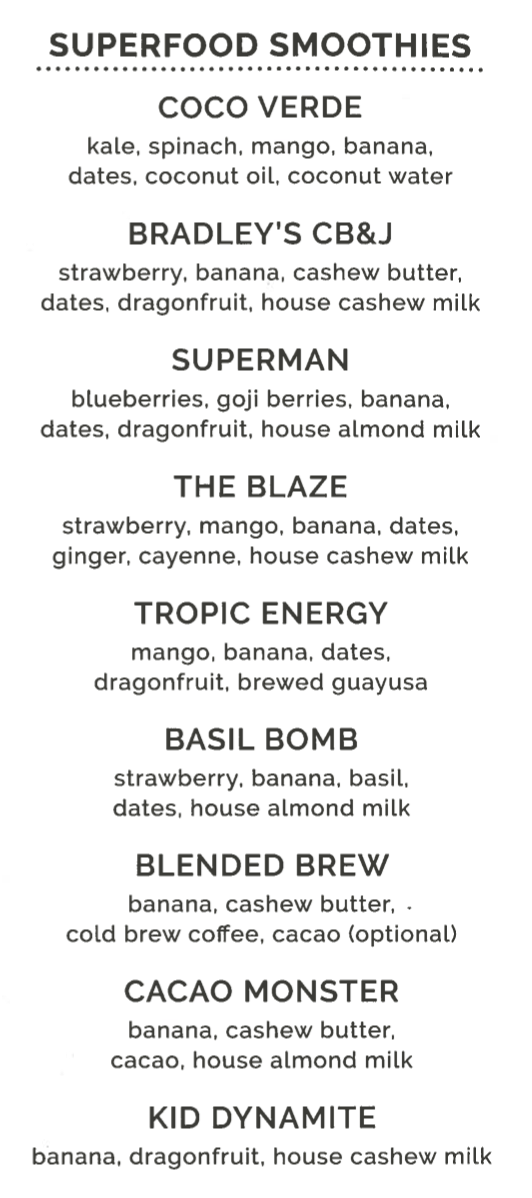 SUPERFOOD SMOOTHIES
COCO VERDE
kale, spinach, mango, banana,
dates, coconut oil, coconut water
BRADLEY'S CB&J
strawberry, banana, cashew butter,
dates, dragonfruit, house cashew milk
SUPERMAN
blueberries, goji berries, banana,
dates, dragonfruit, house almond milk
THE BLAZE
strawberry, mango, banana, dates,
ginger, cayenne, house cashew milk
TROPIC ENERGY
mango, banana, dates,
dragonfruit, brewed guayusa
BASIL BOMB
strawberry, banana, basil,
dates, house almond milk
BLENDED BREW
banana, cashew butter,
cold brew coffee, cacao (optional)
CACAO MONSTER
banana, cashew butter,
cacao, house almond milk
KID DYNAMITE
banana, dragonfruit, house cashew milk